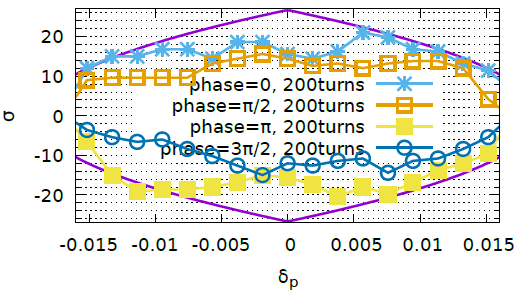 20
10
0
-10
-20
σ
phase=0, 200turns
phase=π/2, 200turns
phase=π, 200turns
phase=3π/2, 200turns
-0.015 -0.01 -0.005 0 0.005 0.01 0.015
δp